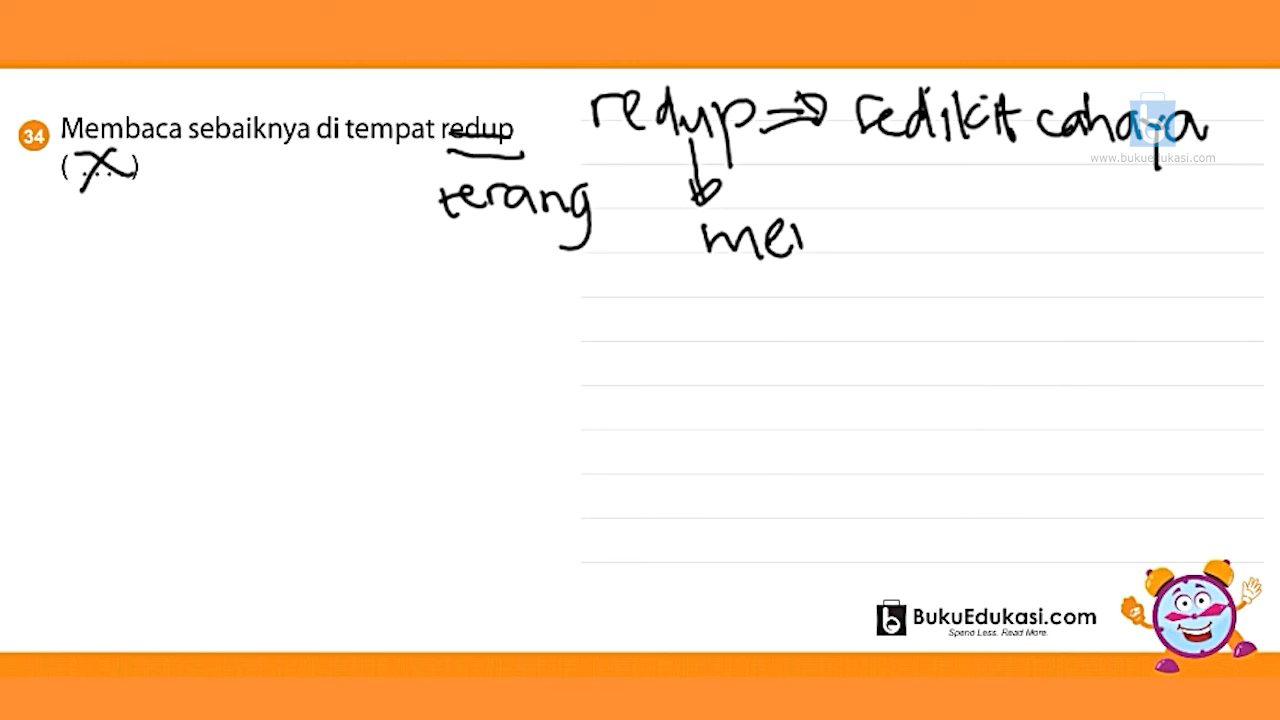 34 Membaca sebaiknya di tempat redup
(....)
terang
redup => sedikit cahaya
www.bukuedukasi.com
mer
BukuEdukasi.com
Spend Less. Read More.